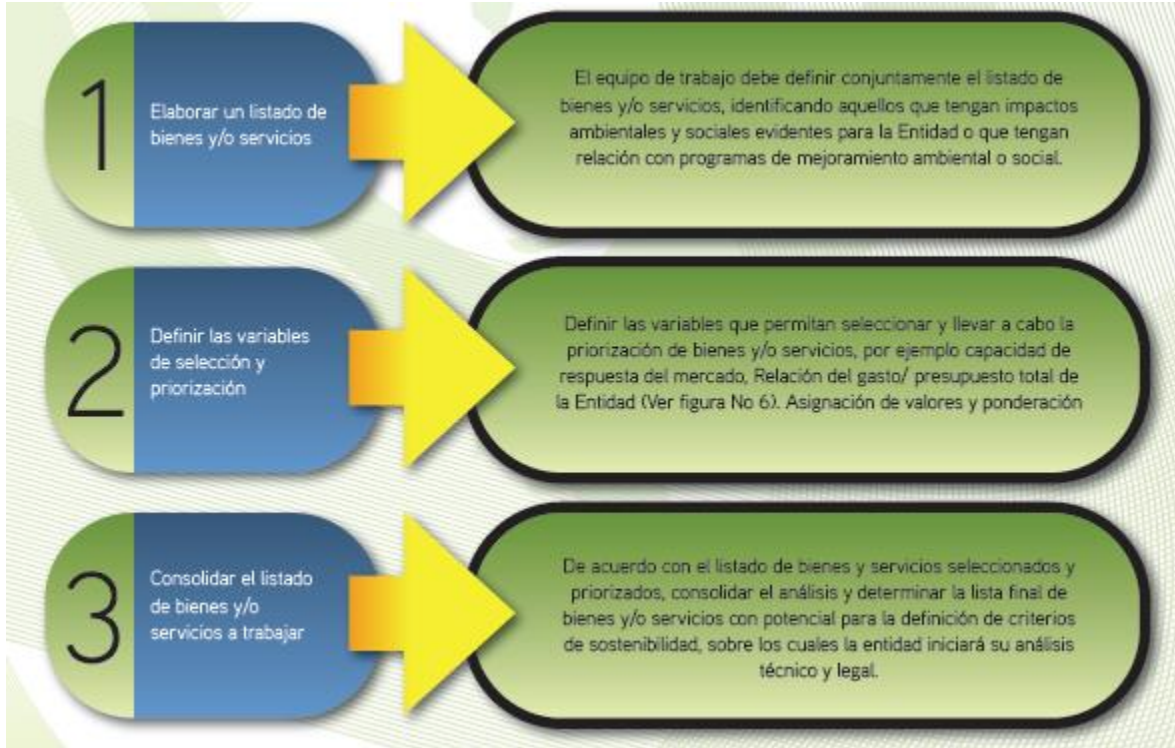 1
Elaborar un listado de
bienes y/o servicios
El equipo de trabajo debe definir conjuntamente el listado de
bienes y/o servicios, identificando aquellos que tengan impactos
ambientales y sociales evidentes para la Entidad o que tengan
relación con programas de mejoramiento ambiental o social.
2
Definir las variables
de selección y
priorización
Definir las variables que permitan seleccionar y llevar a cabo la
priorización de bienes y/o servicios, por ejemplo capacidad de
respuesta del mercado, Relación del gasto/ presupuesto total de
la Entidad (Ver figura No 6). Asignación de valores y ponderación
3
Consolidar el listado
de bienes y/o
servicios a trabajar
De acuerdo con el listado de bienes y servicios seleccionados y
priorizados, consolidar el análisis y determinar la lista final de
bienes y/o servicios con potencial para la definición de criterios
de sostenibilidad, sobre los cuales la entidad iniciará su análisis
técnico y legal.